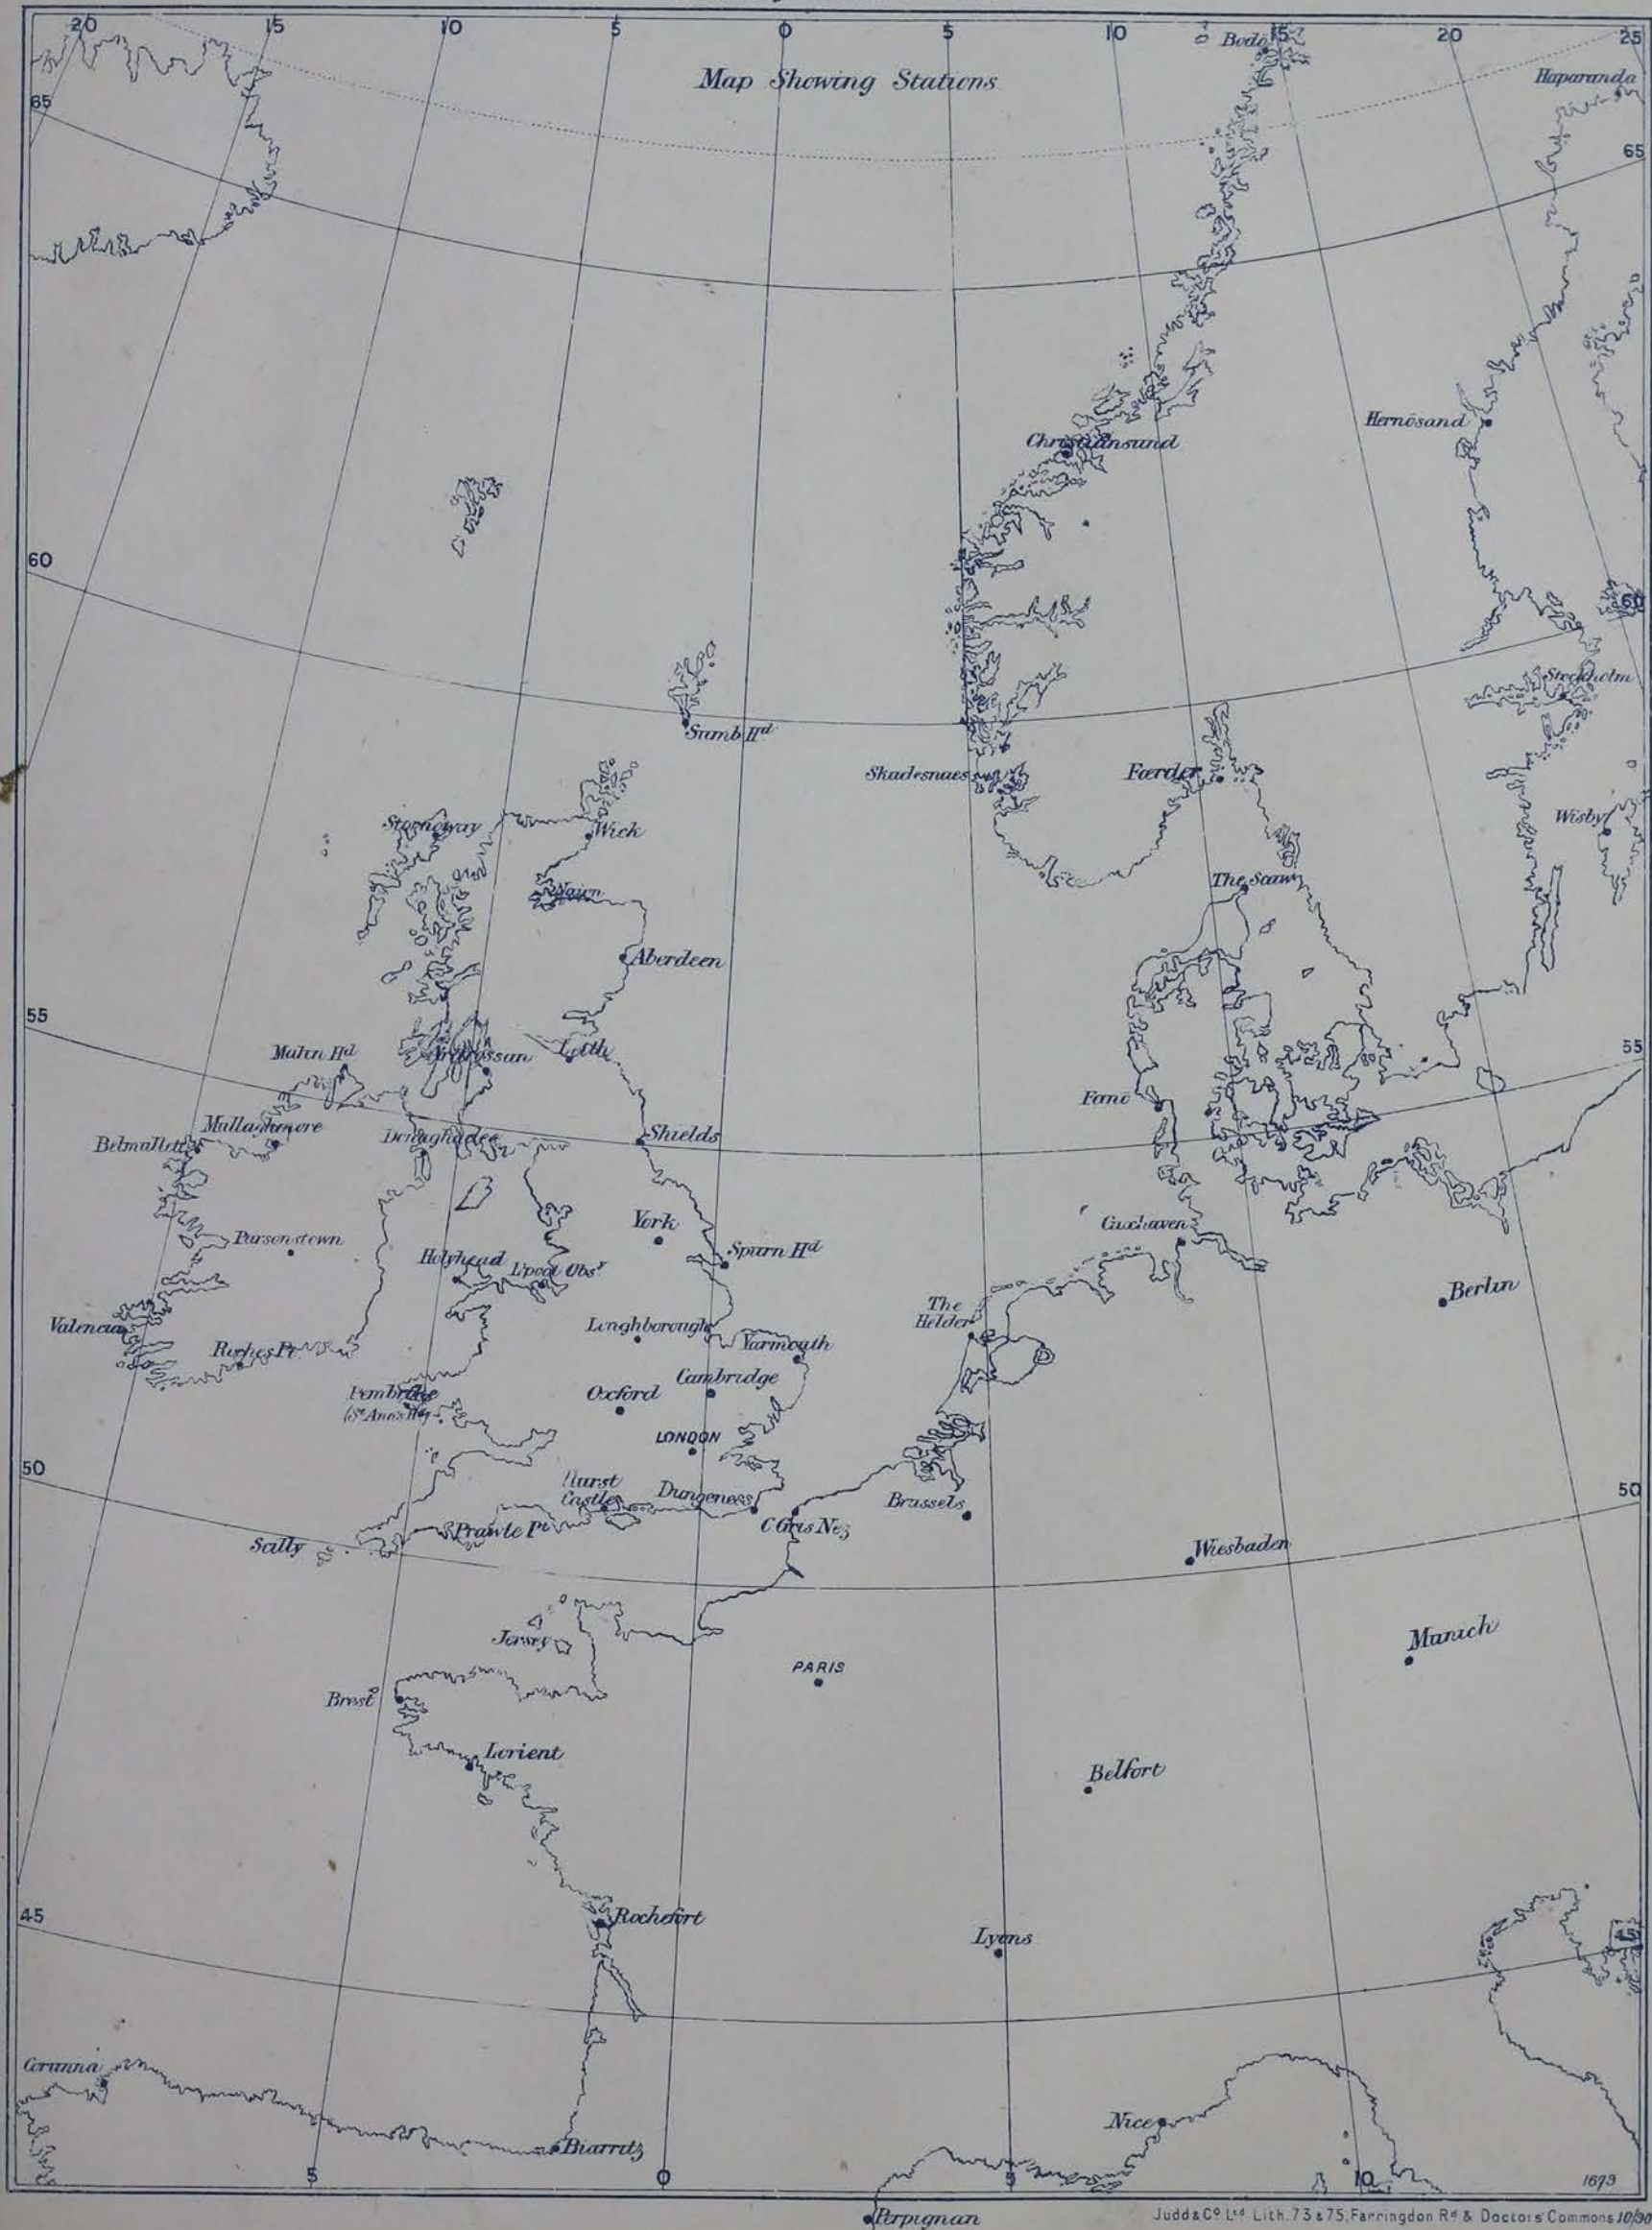 20 15 10 5 0 5 10 15 20 25
Bodö
Map Showing Stations
Haparanda
65
65
Hernösand
Christiansund
60
60
Stockholm
Sumb Hd
Skudesnaes
Færder
Wisby
Stornoway
Wick
The Scaw
Nairn
Aberdeen
55
55
Malin Hd
Ardrossan
Leith
Fanö
Mullaghmore
Belmullet
Donaghadee
Shields
York
Cuxhaven
Parsonstown
Spurn Hd
Holyhead
L'pool Obsy
Berlin
The
Helder
Valencia
Loughborough
Roches Pt
Yarmouth
Cambridge
Pembroke
(St Ann's Hd)
Oxford
LONDON
50
50
Hurst
Castle
Dungeness
Brussels
Prawle Pt
C Gris Nez
Scilly
Wiesbaden
Jersey
Munich
PARIS
Brest
Lorient
Belfort
45
45
Rochefort
Lyons
Corunna
Nice
Biarritz
5 0 5 10
1673
Perpignan
Judd & Co Ltd Lith. 73 & 75, Farringdon Rd & Doctors Commons